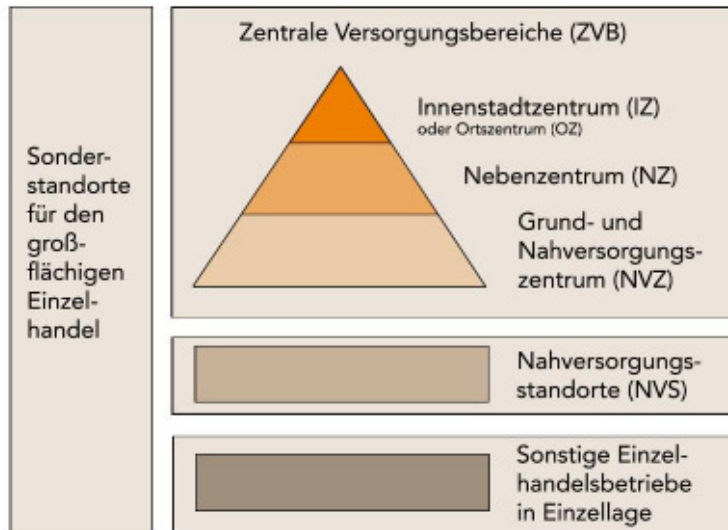 Sonder-
standorte
für den
groß-
flächigen
Einzel-
handel
Zentrale Versorgungsbereiche (ZVB)
Innenstadtzentrum (IZ)
oder Ortszentrum (OZ)
Nebenzentrum (NZ)
Grund- und
Nahversorgungs-
zentrum (NVZ)
Nahversorgungs-
standorte (NVS)
Sonstige Einzel-
handelsbetriebe
in Einzellage